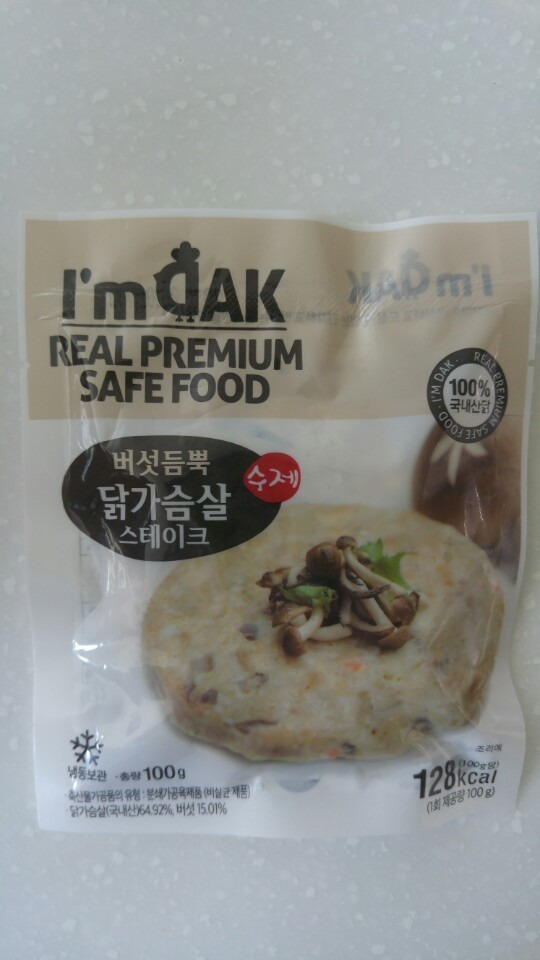 I'm DAK
REAL PREMIUM
SAFE FOOD
I'm DAK
· I'M DAK · REAL PREMIUM SAFE FOOD
100%
국내산닭
버섯듬뿍
닭가슴살
스테이크
수제
냉동보관
·총량 100g
·축산물가공품의 유형 : 분쇄가공육제품 (비살균 제품)
·닭가슴살(국내산)64.92%, 버섯 15.01%
조리예
128kcal (100g당)
(1회 제공량 100g)